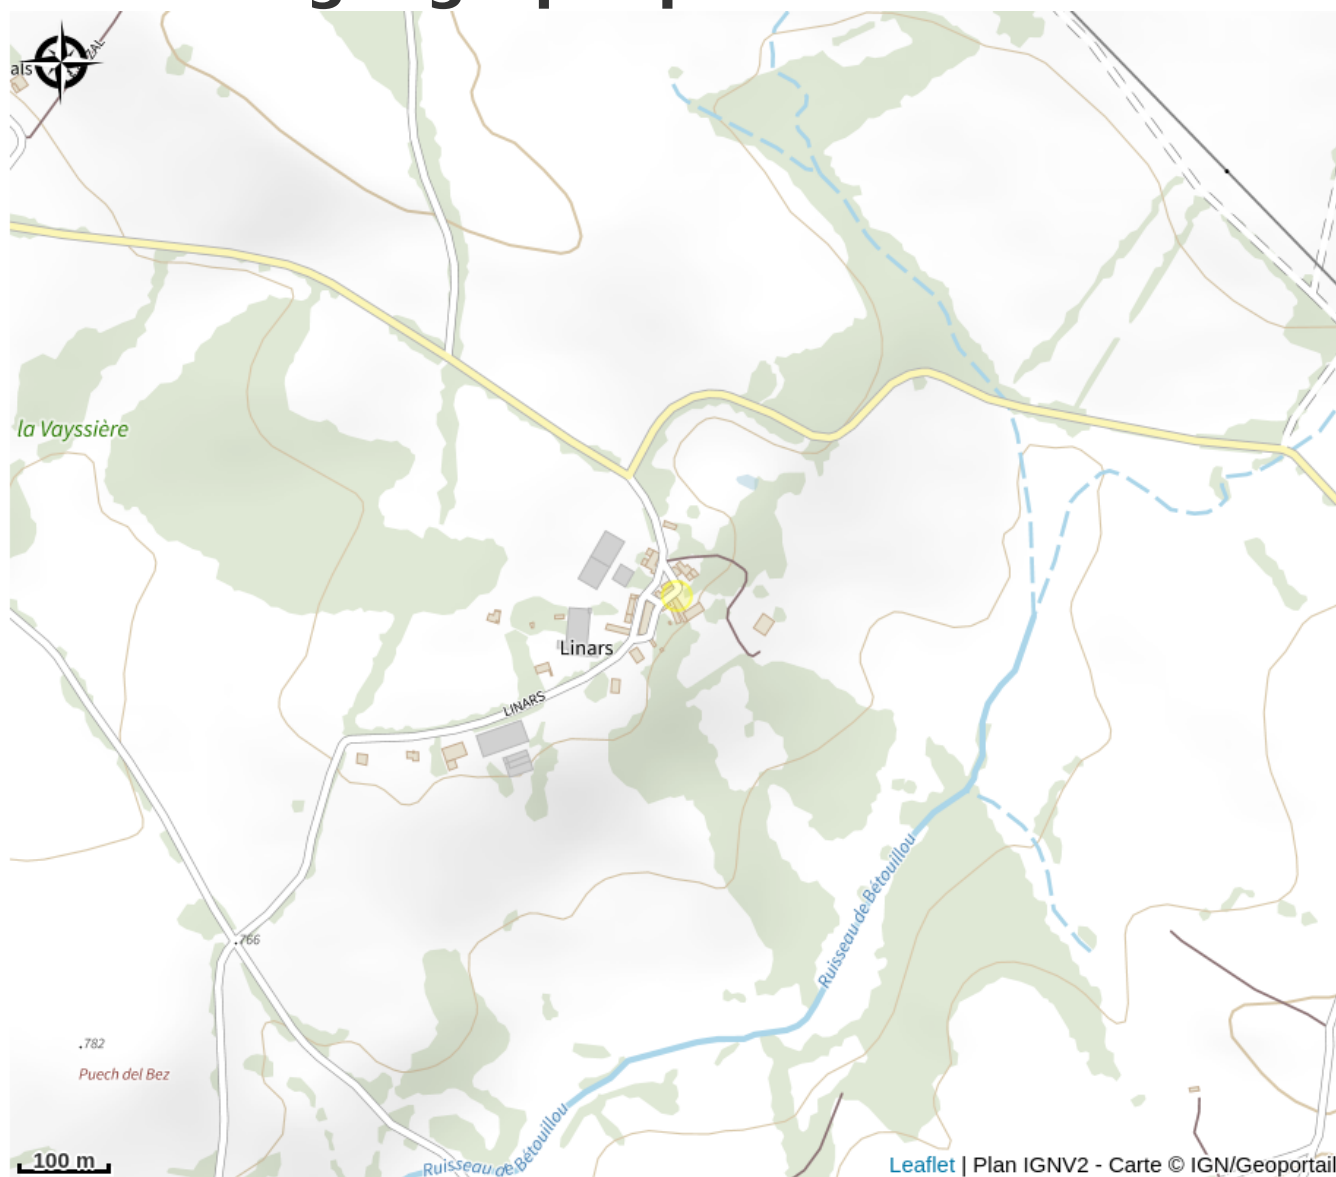 als
la Vayssière
Linars
LINARS
Ruisseau de Bétouillou
766
782
Puech del Bez
Ruisseau de Bétouillou
100 m
Leaflet | Plan IGNV2 - Carte © IGN/Geoportail